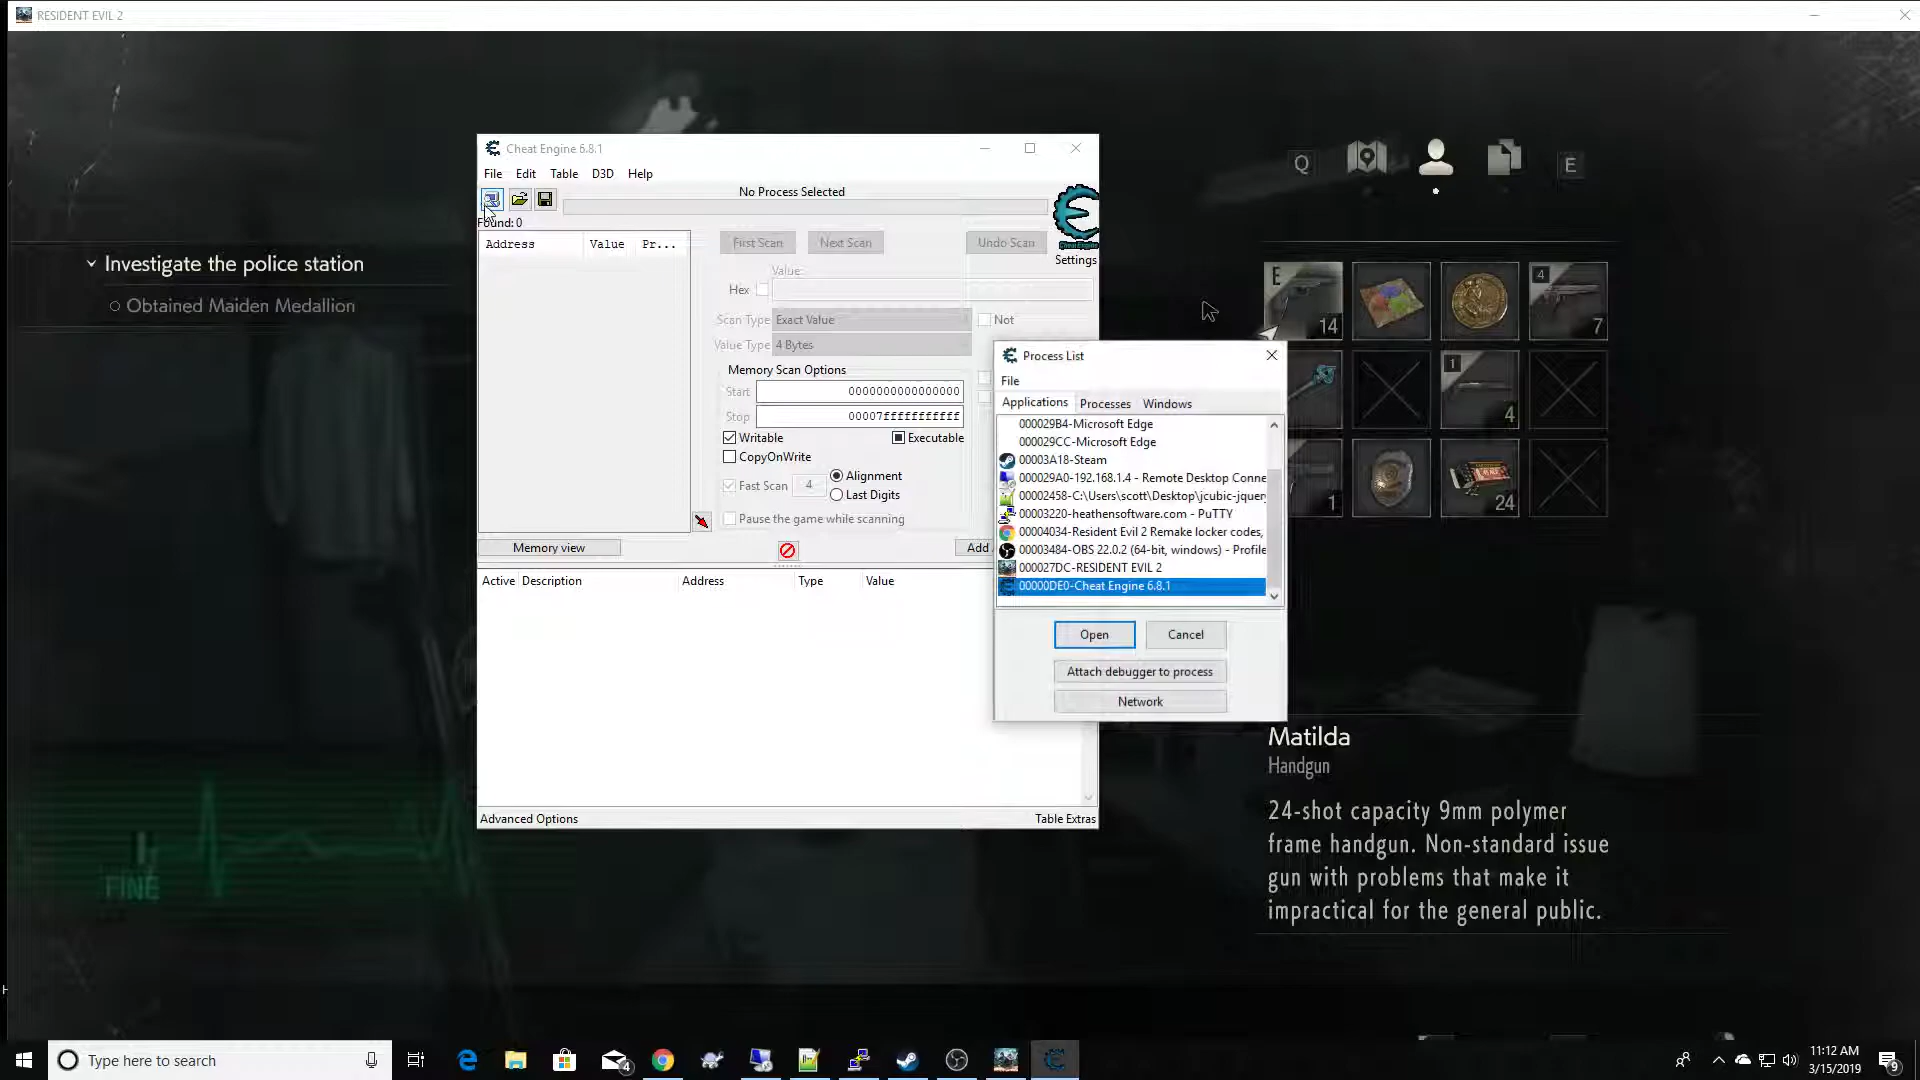 RESIDENT EVIL 2
Investigate the police station
Obtained Maiden Medallion
FINE
Cheat Engine 6.8.1
File Edit Table D3D Help
No Process Selected
Found: 0
Address Value Pr...
First Scan Next Scan Undo Scan
Cheat Engine
Settings
Value:
Hex
Scan Type Exact Value Not
Value Type 4 Bytes
Memory Scan Options
Start 0000000000000000
Stop 00007fffffffffff
Writable Executable
CopyOnWrite
Fast Scan 4 Alignment
Last Digits
Pause the game while scanning
Memory view
Add
Active Description Address Type Value
Advanced Options Table Extras
Process List
File
Applications Processes Windows
000029B4-Microsoft Edge
000029CC-Microsoft Edge
00003A18-Steam
000029A0-192.168.1.4 - Remote Desktop Conne
00002458-C:\Users\scott\Desktop\jcubic-jquery
00003220-heathensoftware.com - PuTTY
00004034-Resident Evil 2 Remake locker codes,
00003484-OBS 22.0.2 (64-bit, windows) - Profile
000027DC-RESIDENT EVIL 2
00000DE0-Cheat Engine 6.8.1
Open Cancel
Attach debugger to process
Network
Q E
E 14 4 7
1 4
1 24
Matilda
Handgun
24-shot capacity 9mm polymer
frame handgun. Non-standard issue
gun with problems that make it
impractical for the general public.
Type here to search
4
11:12 AM
3/15/2019
9